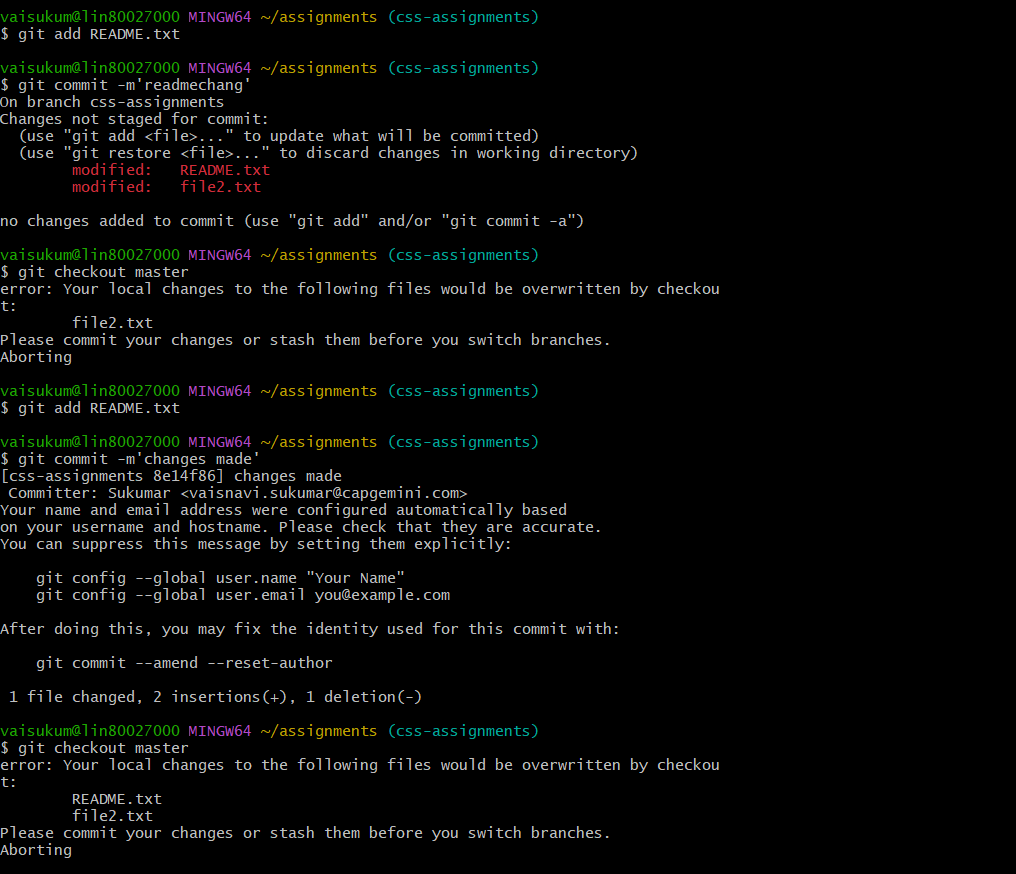 vaisukum@lin80027000 MINGW64 ~/assignments (css-assignments)
$ git add README.txt

vaisukum@lin80027000 MINGW64 ~/assignments (css-assignments)
$ git commit -m'readmechang'
On branch css-assignments
Changes not staged for commit:
  (use "git add <file>..." to update what will be committed)
  (use "git restore <file>..." to discard changes in working directory)
        modified:   README.txt
        modified:   file2.txt

no changes added to commit (use "git add" and/or "git commit -a")

vaisukum@lin80027000 MINGW64 ~/assignments (css-assignments)
$ git checkout master
error: Your local changes to the following files would be overwritten by checkou
t:
        file2.txt
Please commit your changes or stash them before you switch branches.
Aborting

vaisukum@lin80027000 MINGW64 ~/assignments (css-assignments)
$ git add README.txt

vaisukum@lin80027000 MINGW64 ~/assignments (css-assignments)
$ git commit -m'changes made'
[css-assignments 8e14f86] changes made
 Committer: Sukumar <vaisnavi.sukumar@capgemini.com>
Your name and email address were configured automatically based
on your username and hostname. Please check that they are accurate.
You can suppress this message by setting them explicitly:

    git config --global user.name "Your Name"
    git config --global user.email you@example.com

After doing this, you may fix the identity used for this commit with:

    git commit --amend --reset-author

 1 file changed, 2 insertions(+), 1 deletion(-)

vaisukum@lin80027000 MINGW64 ~/assignments (css-assignments)
$ git checkout master
error: Your local changes to the following files would be overwritten by checkou
t:
        README.txt
        file2.txt
Please commit your changes or stash them before you switch branches.
Aborting